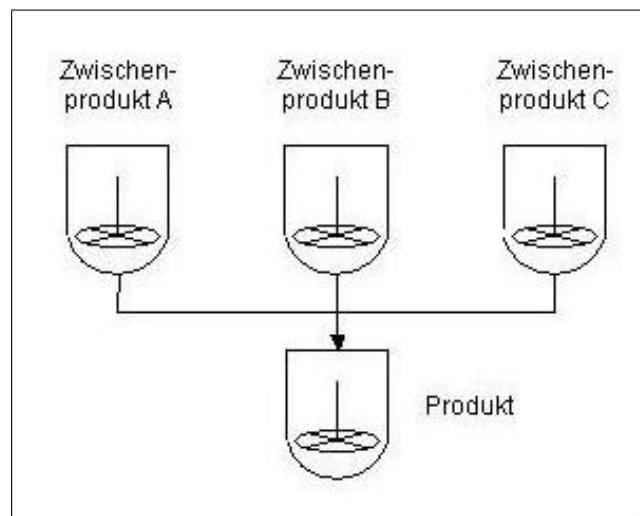 Zwischen-
produkt A
Zwischen-
produkt B
Zwischen-
produkt C
Produkt